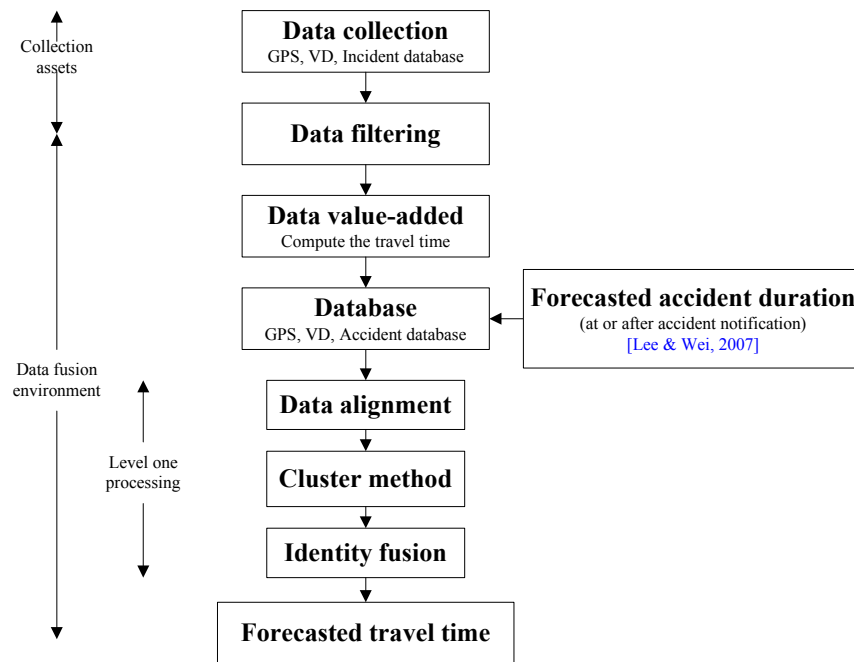 Collection
assets
Data collection
GPS, VD, Incident database
Data filtering
Data value-added
Compute the travel time
Database
GPS, VD, Accident database
Forecasted accident duration
(at or after accident notification)
[Lee & Wei, 2007]
Data fusion
environment
Data alignment
Level one
processing
Cluster method
Identity fusion
Forecasted travel time